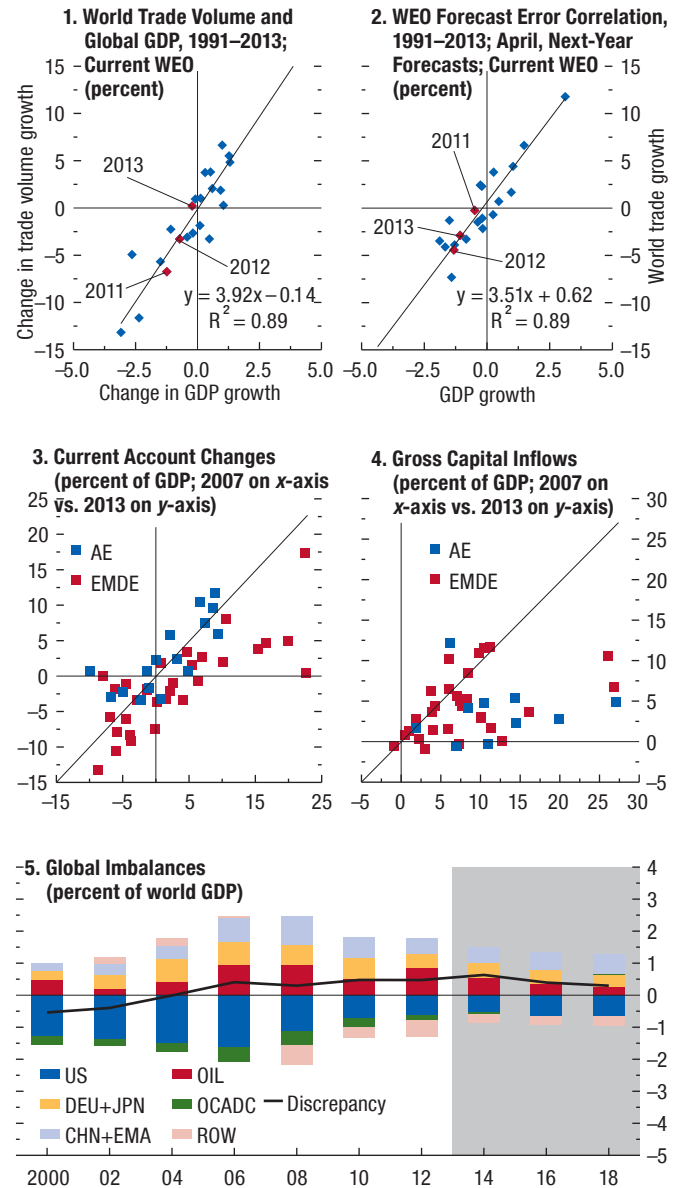 1. World Trade Volume and
Global GDP, 1991–2013;
Current WEO
(percent)
15
10
5
0
–5
–10
–15
Change in trade volume growth
2013
2012
2011
y = 3.92x – 0.14
R² = 0.89
–5.0 –2.5 0.0 2.5 5.0
Change in GDP growth
2. WEO Forecast Error Correlation,
1991–2013; April, Next-Year
Forecasts; Current WEO
(percent)
15
10
5
0
–5
–10
–15
World trade growth
2011
2013
2012
y = 3.51x + 0.62
R² = 0.89
–5.0 –2.5 0.0 2.5 5.0
GDP growth
3. Current Account Changes
(percent of GDP; 2007 on x-axis
vs. 2013 on y-axis)
25
20
15
10
5
0
–5
–10
–15
AE
EMDE
–15 –5 5 15 25
4. Gross Capital Inflows
(percent of GDP; 2007 on
x-axis vs. 2013 on y-axis)
30
25
20
15
10
5
0
–5
AE
EMDE
–5 0 5 10 15 20 25 30
5. Global Imbalances
(percent of world GDP)
4
3
2
1
0
–1
–2
–3
–4
–5
US OIL
DEU+JPN OCADC Discrepancy
CHN+EMA ROW
2000 02 04 06 08 10 12 14 16 18